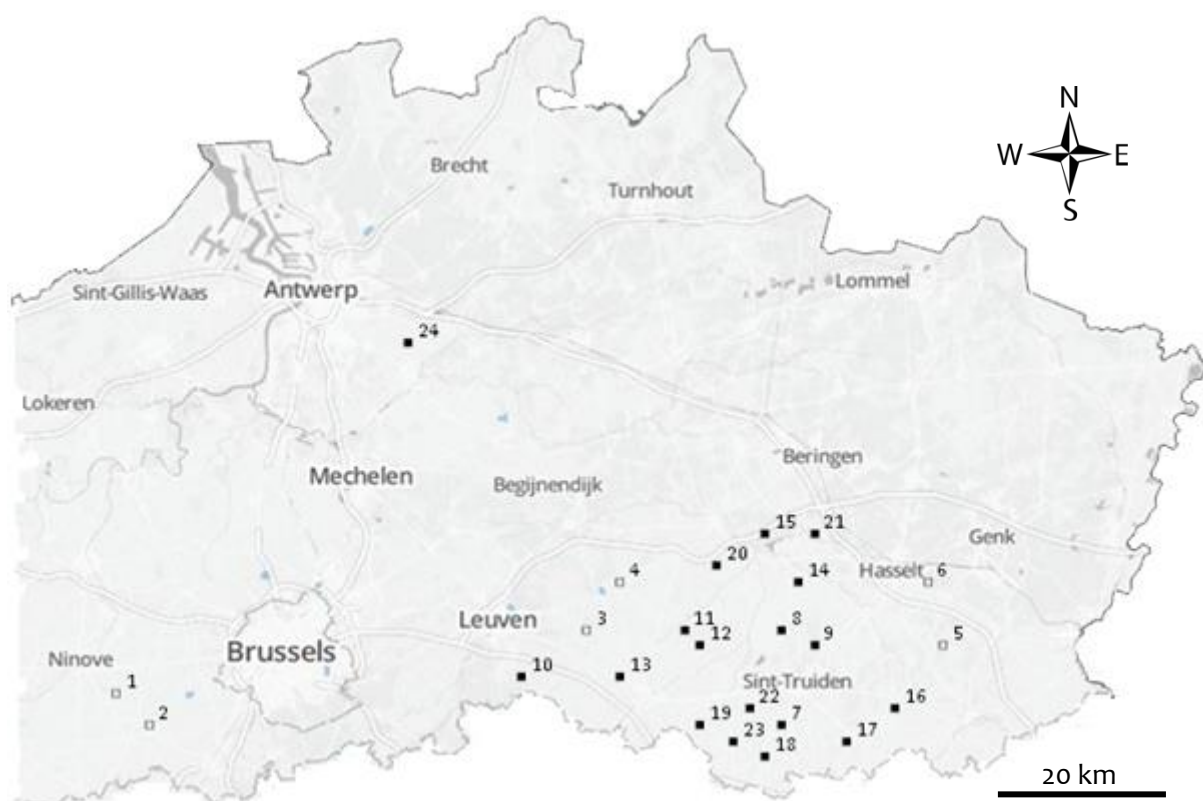 N
Brecht
W E
Turnhout
S
Lommel
Sint-Gillis-Waas
Antwerp
24
Lokeren
Beringen
Mechelen
Begijnendijk
15 21
Genk
20
4 14 Hasselt 6
Leuven 3 11 8
12 9 5
Brussels
Ninove
10 13 Sint-Truiden
1
22 16
2 19 7
23 17
18
20 km